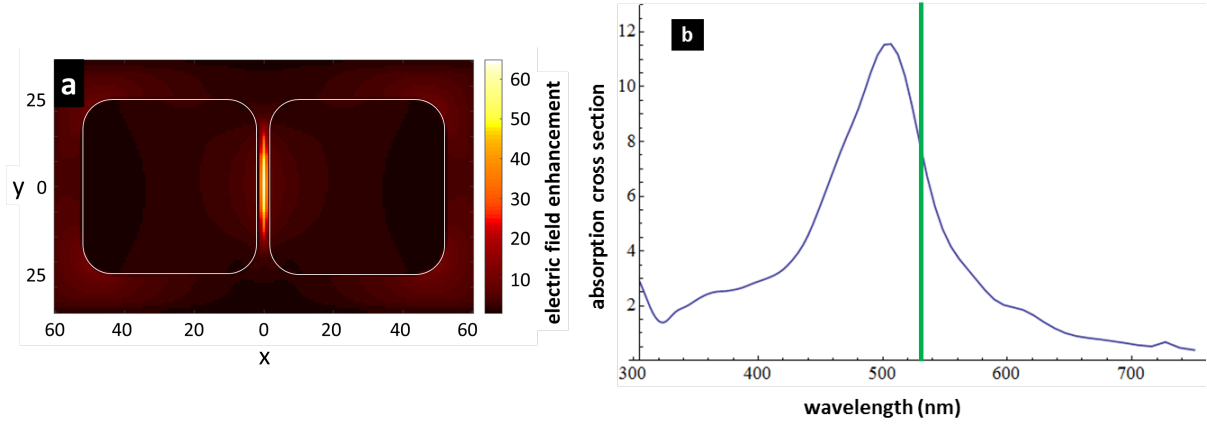 a
25
y 0
25
60 40 20 0 20 40 60
x
60
50
40
30
20
10
electric field enhancement
b
12
10
8
6
4
2
absorption cross section
300 400 500 600 700
wavelength (nm)